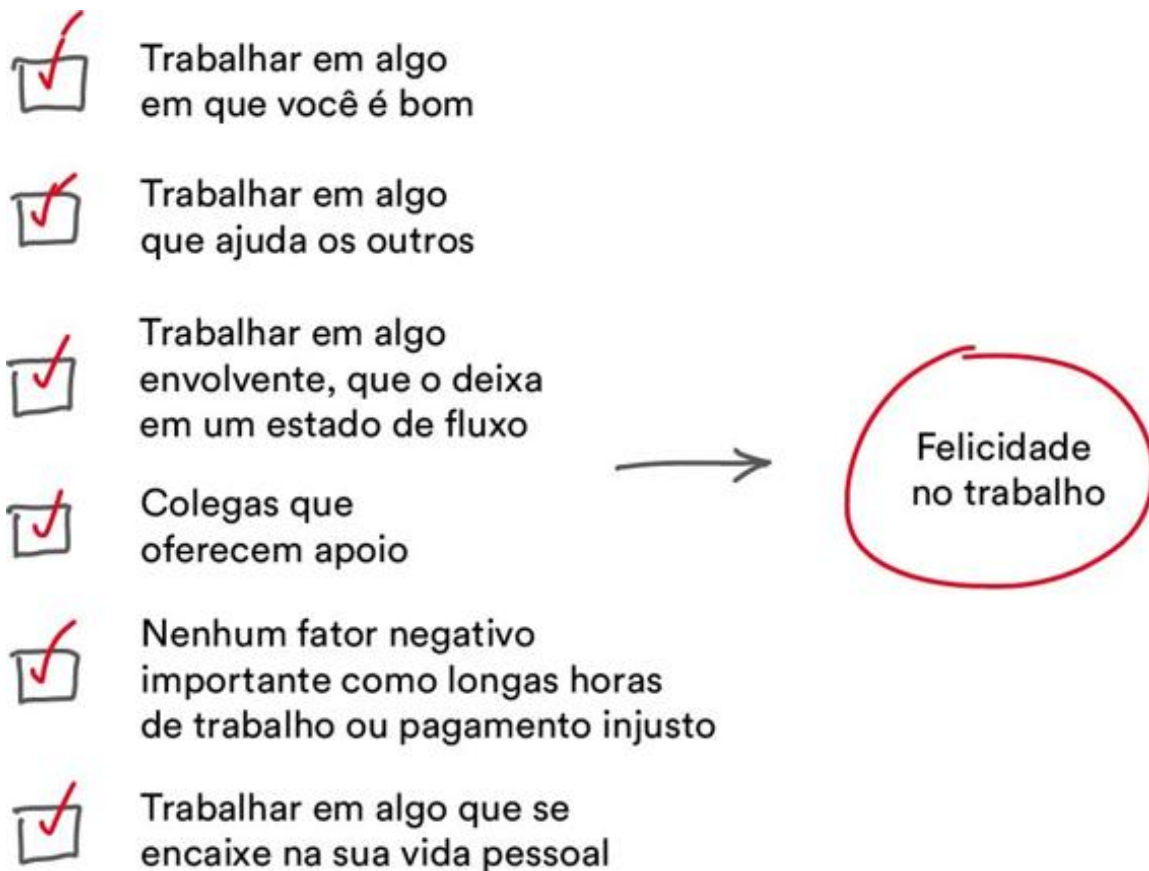 Trabalhar em algo
em que você é bom
Trabalhar em algo
que ajuda os outros
Trabalhar em algo
envolvente, que o deixa
em um estado de fluxo
Colegas que
oferecem apoio
Nenhum fator negativo
importante como longas horas
de trabalho ou pagamento injusto
Trabalhar em algo que se
encaixe na sua vida pessoal
Felicidade
no trabalho